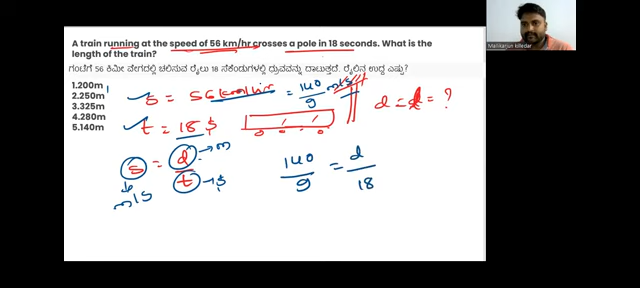 A train running at the speed of 56 km/hr crosses a pole in 18 seconds. What is the
length of the train?
ಗಂಟೆಗೆ 56 ಕಿಮೀ ವೇಗದಲ್ಲಿ ಚಲಿಸುವ ರೈಲು 18 ಸೆಕೆಂಡುಗಳಲ್ಲಿ ಧ್ರುವವನ್ನು ದಾಟುತ್ತದೆ. ರೈಲಿನ ಉದ್ದ ಎಷ್ಟು?
1.200m
2.250m
3.325m
4.280m
5.140m
s = 56 km/hr = 140/9 m/s
d = l = ?
t = 18 s
s = d/t
→ m
→ s
m/s
140/9 = d/18
Mallikarjun killedar